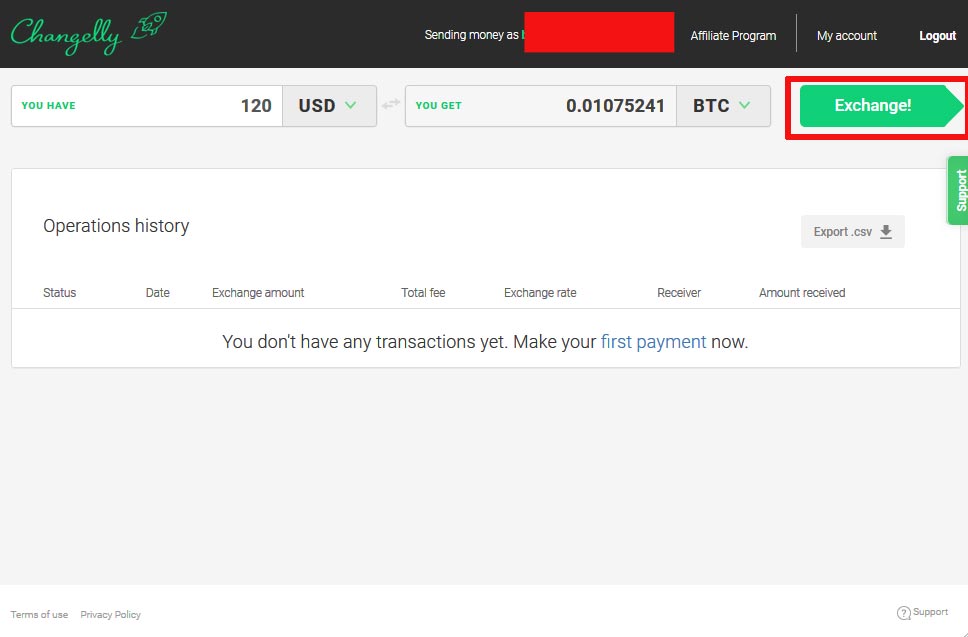 Changelly
Sending money as
Affiliate Program
My account
Logout
YOU HAVE 120 USD
YOU GET 0.01075241 BTC
Exchange!
Support
Operations history
Export .csv
Status Date Exchange amount Total fee Exchange rate Receiver Amount received
You don't have any transactions yet. Make your first payment now.
Terms of use Privacy Policy
? Support